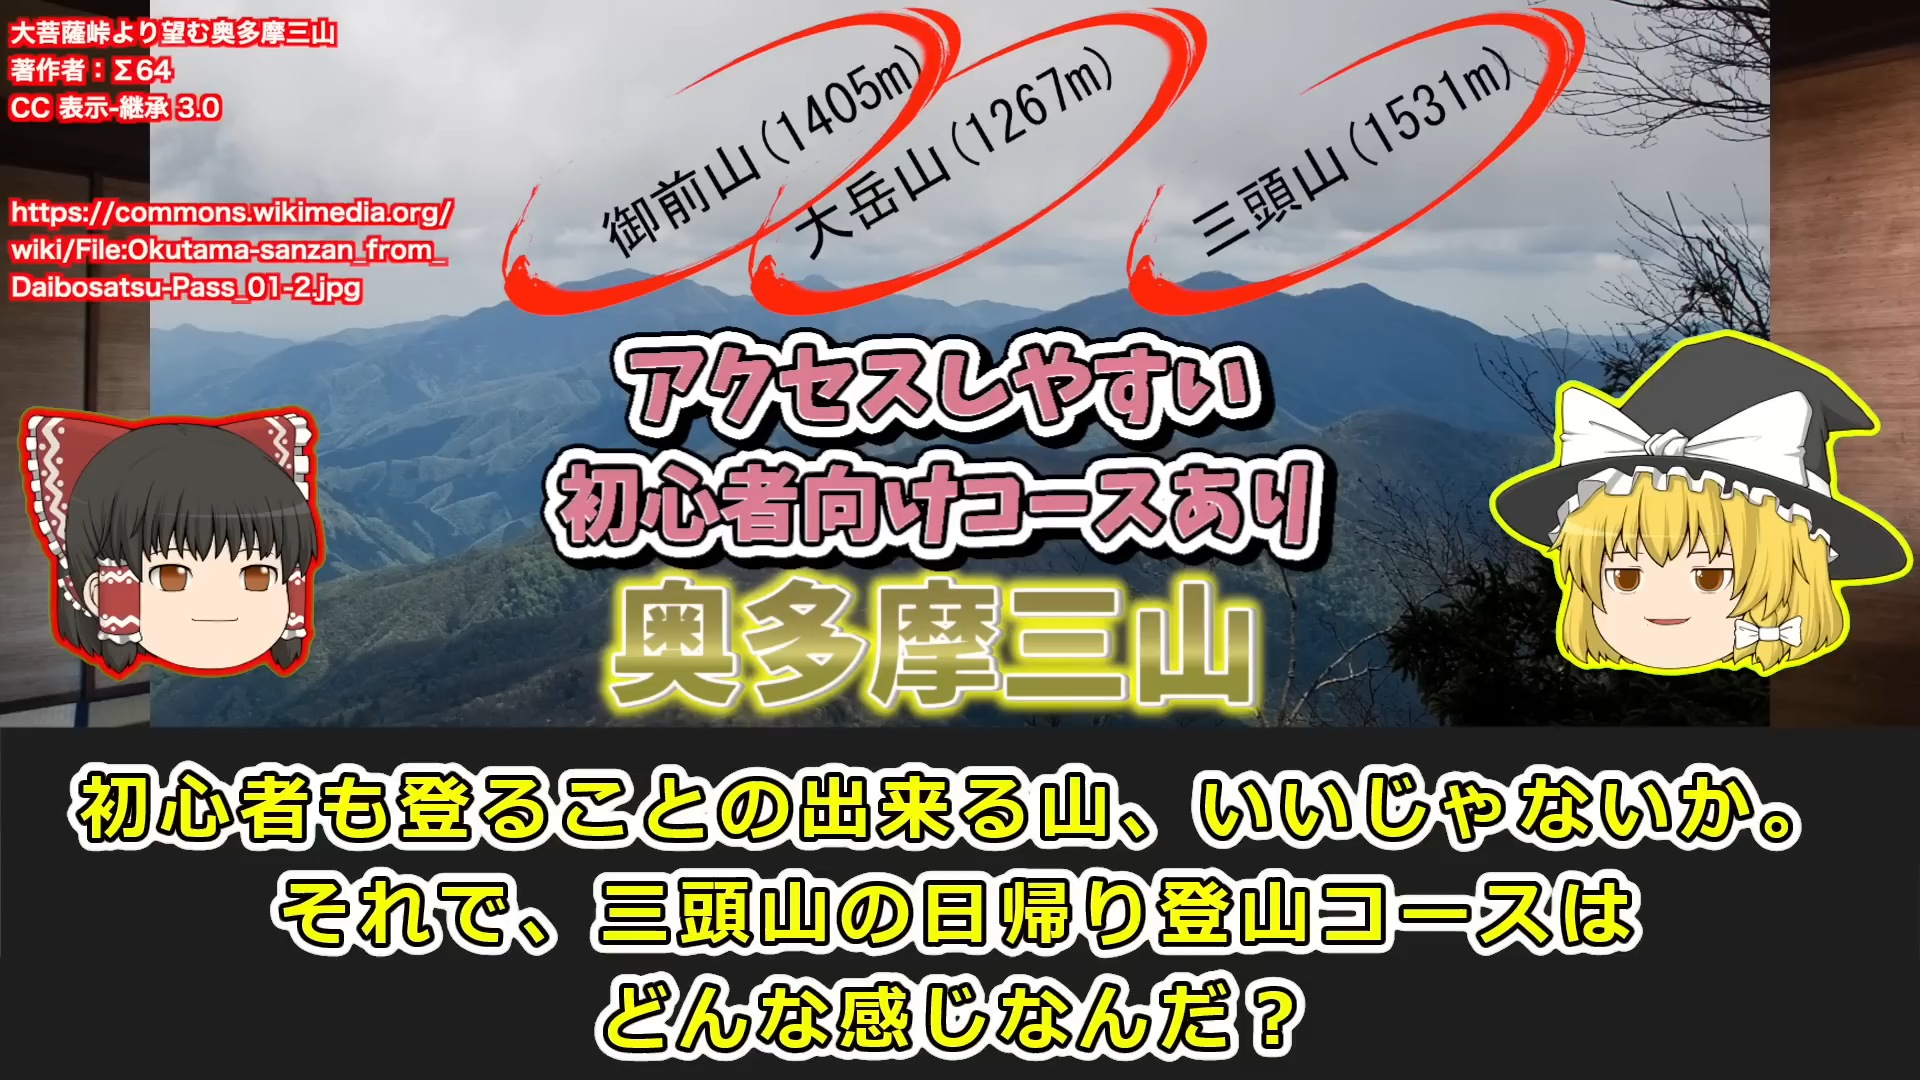 大菩薩峠より望む奥多摩三山
著作者：Σ64
CC 表示-継承 3.0
https://commons.wikimedia.org/
wiki/File:Okutama-sanzan_from_
Daibosatsu-Pass_01-2.jpg
御前山(1405m)
大岳山(1267m)
三頭山(1531m)
アクセスしやすい
初心者向けコースあり
奥多摩三山
初心者も登ることの出来る山、いいじゃないか。
それで、三頭山の日帰り登山コースは
どんな感じなんだ？